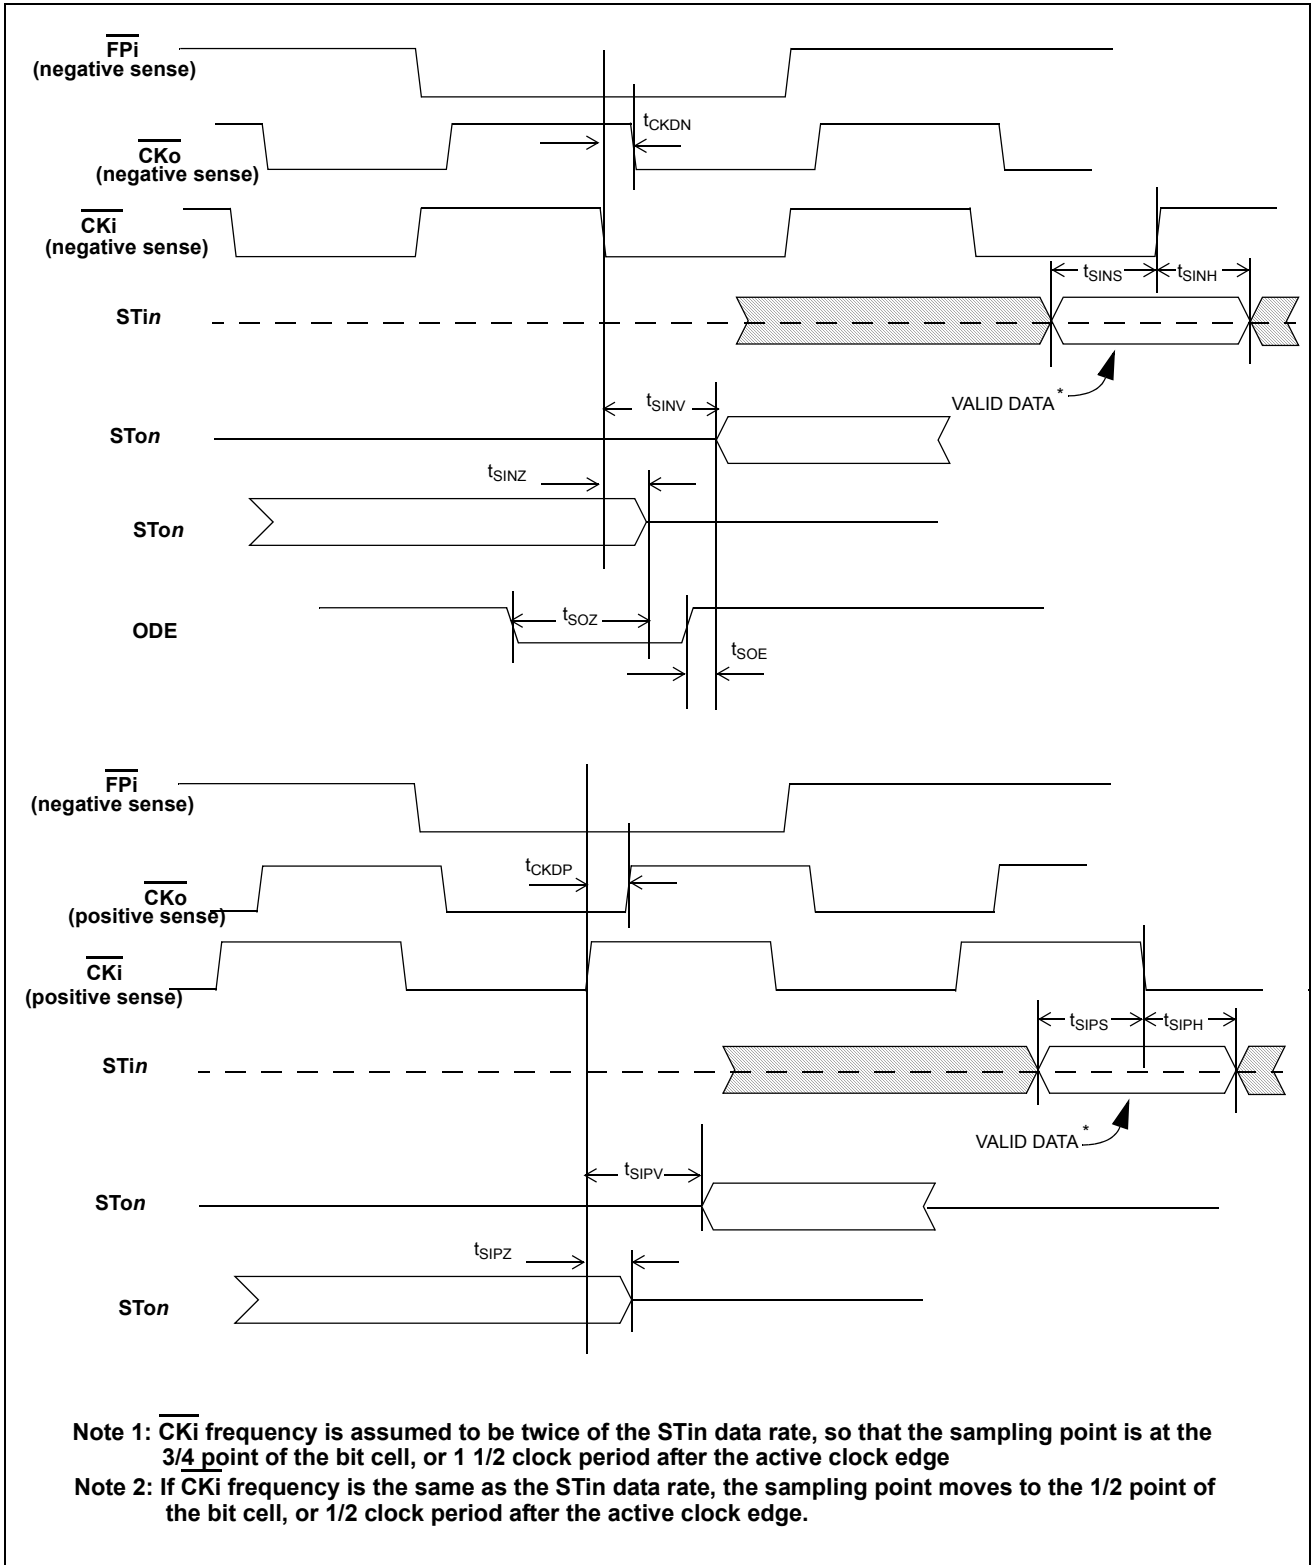 FPi
(negative sense)
tCKDN
CKo
(negative sense)
CKi
(negative sense)
tSINS
tSINH
STin
VALID DATA*
tSINV
STon
tSINZ
STon
tSOZ
ODE
tSOE
FPi
(negative sense)
tCKDP
CKo
(positive sense)
CKi
(positive sense)
tSIPS
tSIPH
STin
VALID DATA*
tSIPV
STon
tSIPZ
STon
Note 1: CKi frequency is assumed to be twice of the STin data rate, so that the sampling point is at the
3/4 point of the bit cell, or 1 1/2 clock period after the active clock edge
Note 2: If CKi frequency is the same as the STin data rate, the sampling point moves to the 1/2 point of
the bit cell, or 1/2 clock period after the active clock edge.